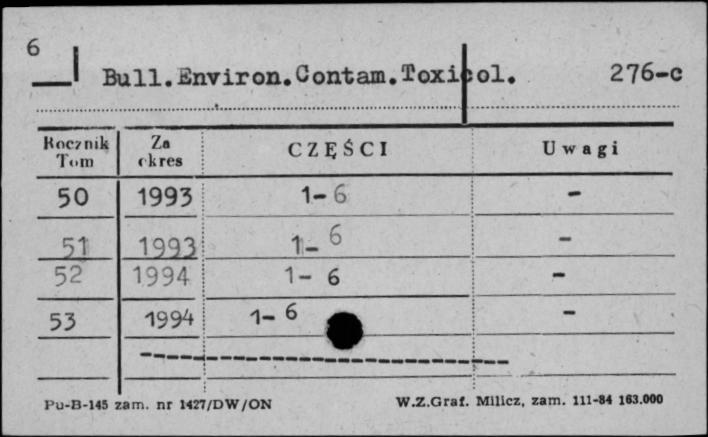 6
Bull.Environ.Contam.Toxicol. 276-c
Rocznik Tom Za okres CZĘŚCI Uwagi
50 1993 1-6 -
51 1993 1-6 -
52 1994 1-6 -
53 1994 1-6 -
Pu-B-145 zam. nr 1427/DW/ON W.Z.Graf. Milicz, zam. 111-84 163.000